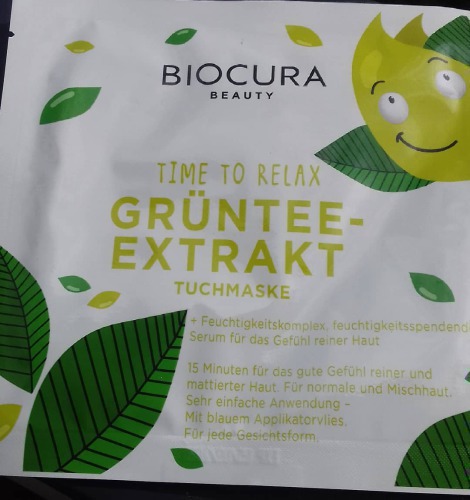 BIOCURA
BEAUTY
TIME TO RELAX
GRÜNTEE-
EXTRAKT
TUCHMASKE
+ Feuchtigkeitskomplex, feuchtigkeitsspendend
Serum für das Gefühl reiner Haut
15 Minuten für das gute Gefühl reiner und
mattierter Haut. Für normale und Mischhaut.
Sehr einfache Anwendung –
Mit blauem Applikatorvlies.
Für jede Gesichtsform.